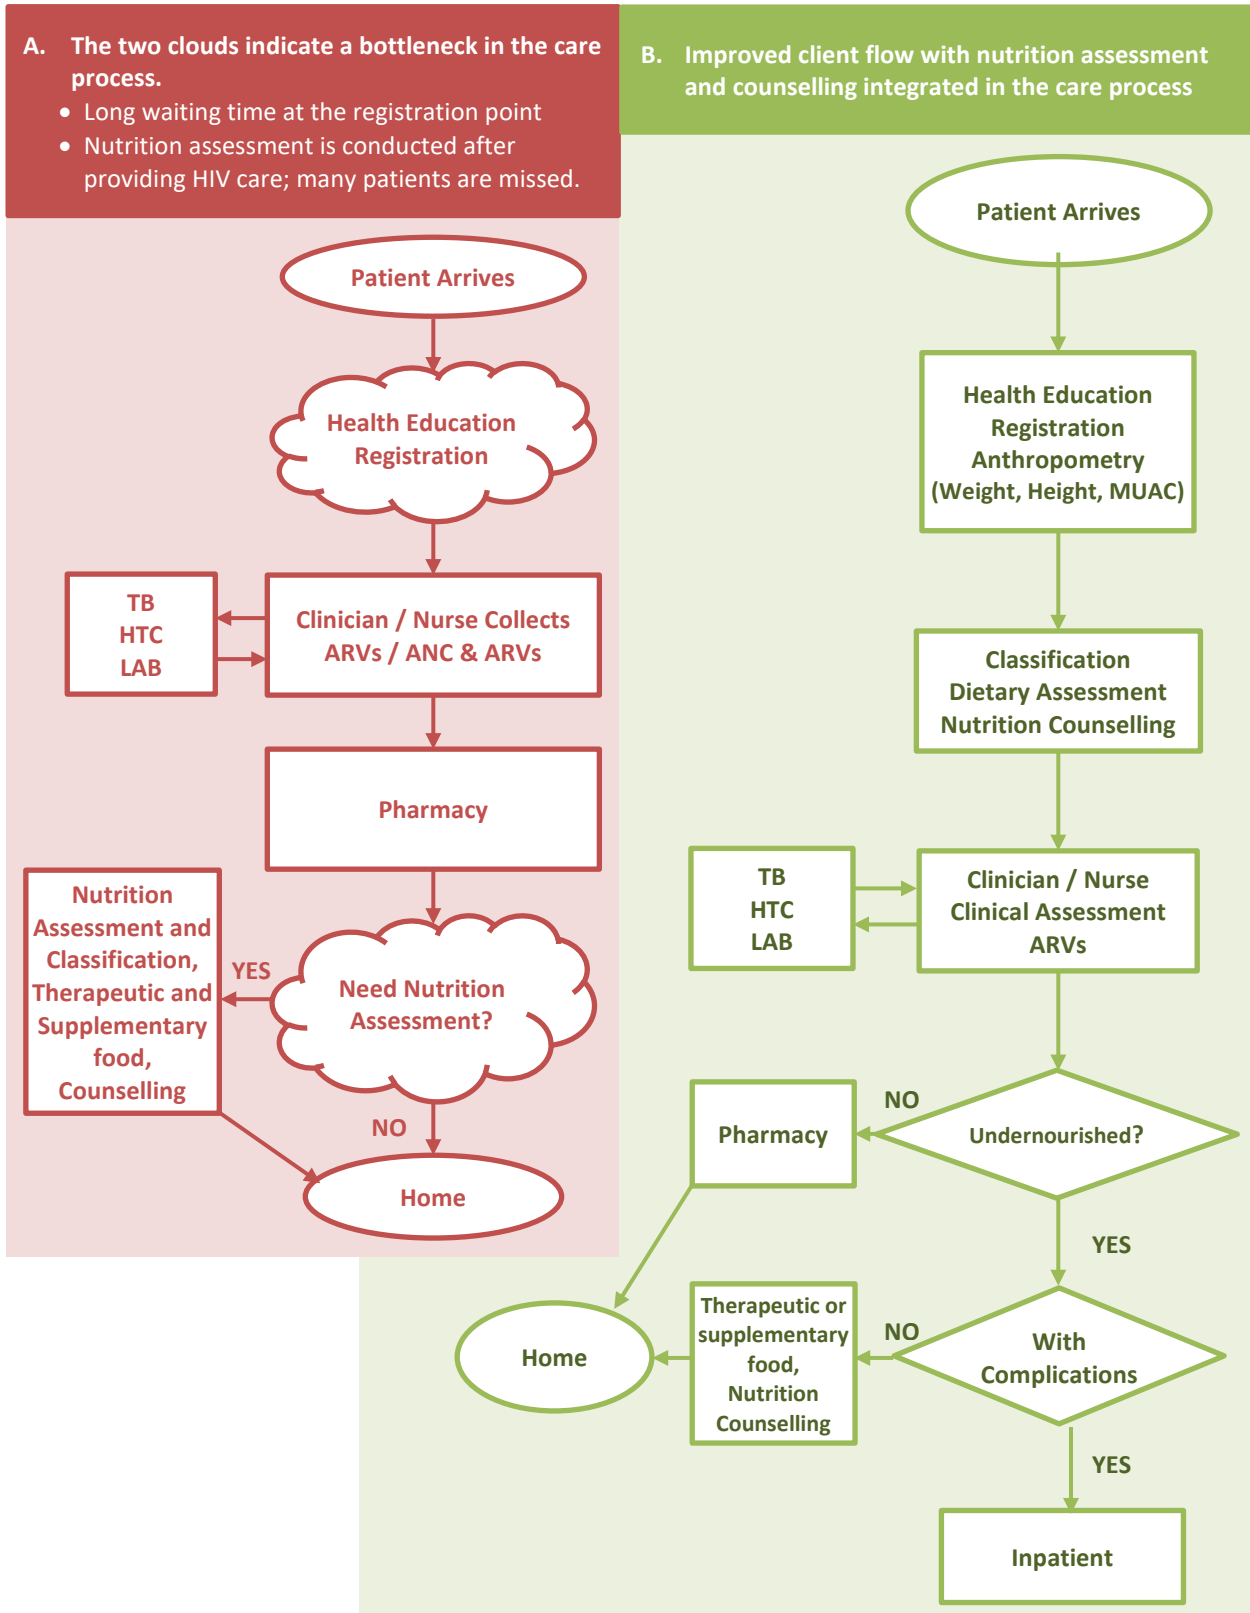 A. The two clouds indicate a bottleneck in the care
process.
• Long waiting time at the registration point
• Nutrition assessment is conducted after
providing HIV care; many patients are missed.
Patient Arrives
Health Education
Registration
TB
HTC
LAB
Clinician / Nurse Collects
ARVs / ANC & ARVs
Pharmacy
Need Nutrition
Assessment?
YES
Nutrition
Assessment and
Classification,
Therapeutic and
Supplementary
food,
Counselling
NO
Home
B. Improved client flow with nutrition assessment
and counselling integrated in the care process
Patient Arrives
Health Education
Registration
Anthropometry
(Weight, Height, MUAC)
Classification
Dietary Assessment
Nutrition Counselling
TB
HTC
LAB
Clinician / Nurse
Clinical Assessment
ARVs
Undernourished?
NO
Pharmacy
YES
With
Complications
NO
Therapeutic or
supplementary
food,
Nutrition
Counselling
Home
YES
Inpatient